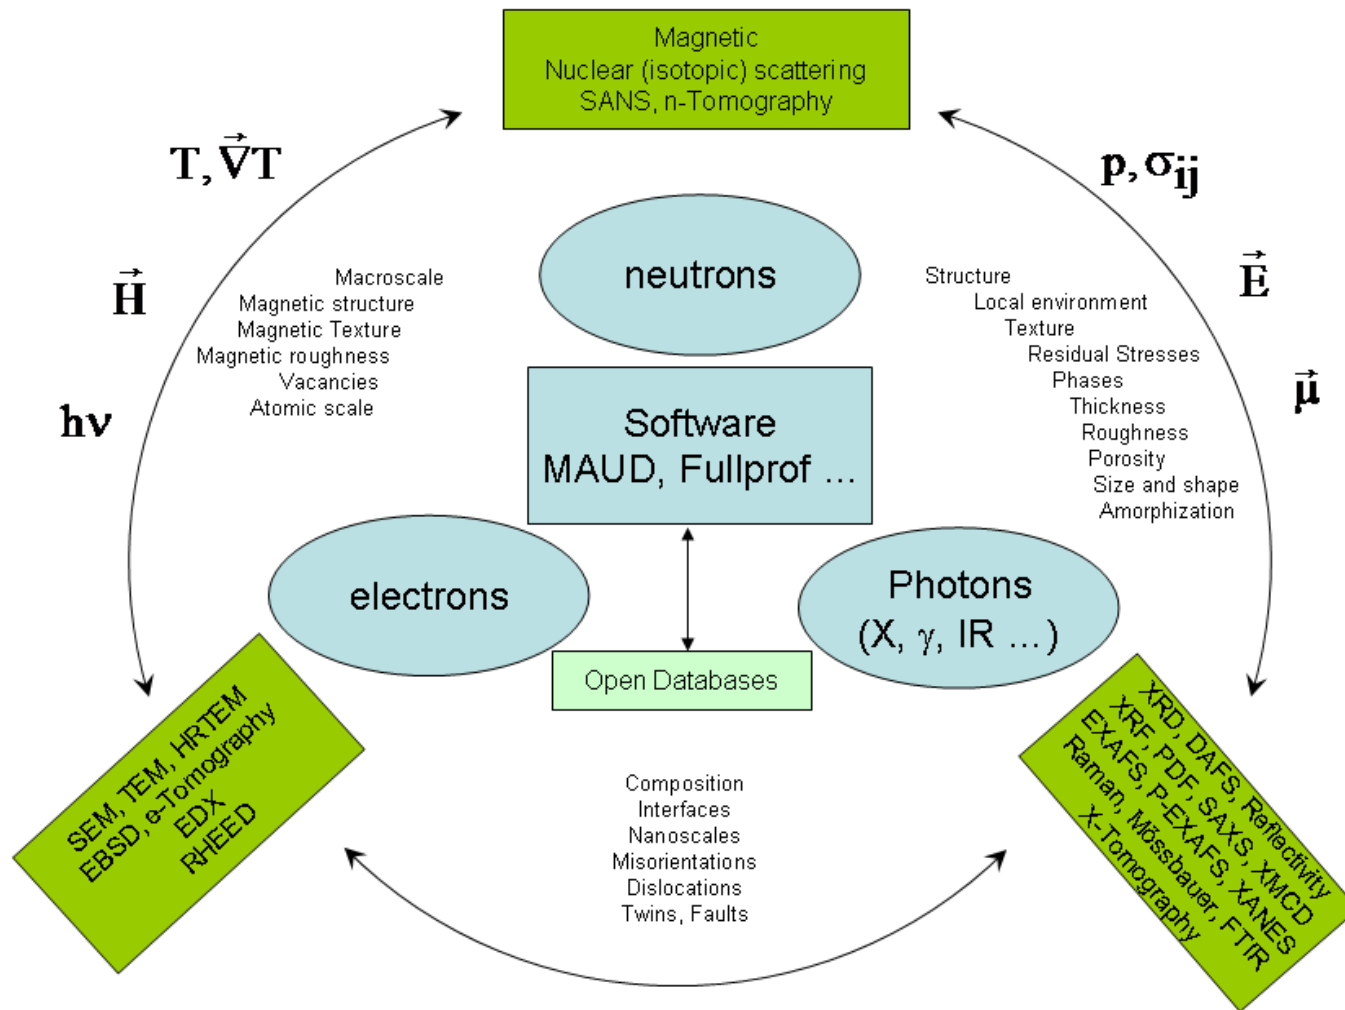 Magnetic
Nuclear (isotopic) scattering
SANS, n-Tomography
T, ∇⃗T
H⃗
hν
p, σij
E⃗
μ⃗
neutrons
Macroscale
Magnetic structure
Magnetic Texture
Magnetic roughness
Vacancies
Atomic scale
Structure
Local environment
Texture
Residual Stresses
Phases
Thickness
Roughness
Porosity
Size and shape
Amorphization
Software
MAUD, Fullprof ...
electrons
Photons
(X, γ, IR ...)
Open Databases
SEM, TEM, HRTEM
EBSD, e-Tomography
EDX
RHEED
Composition
Interfaces
Nanoscales
Misorientations
Dislocations
Twins, Faults
XRD, DAFS, Reflectivity
XRF, PDF, SAXS, XMCD
EXAFS, P-EXAFS, XANES
Raman, Mössbauer, FTIR
X-Tomography